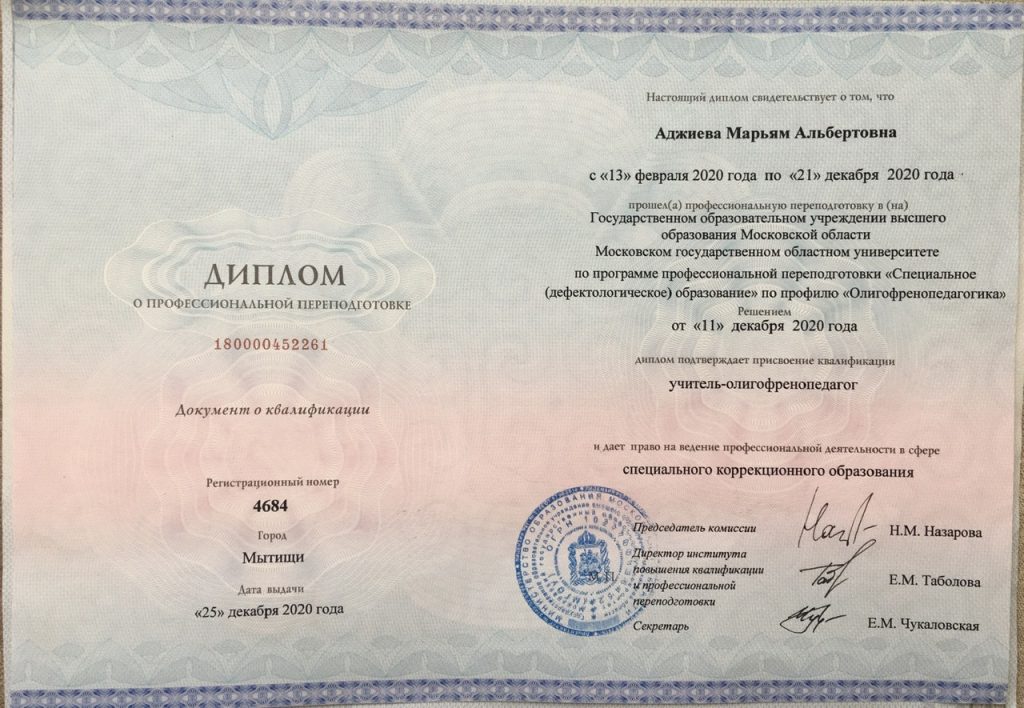 ДИПЛОМ
О ПРОФЕССИОНАЛЬНОЙ ПЕРЕПОДГОТОВКЕ
180000452261
Документ о квалификации
Регистрационный номер
4684
Город
Мытищи
Дата выдачи
«25» декабря 2020 года
Настоящий диплом свидетельствует о том, что
Аджиева Марьям Альбертовна
с «13» февраля 2020 года по «21» декабря 2020 года
прошел(а) профессиональную переподготовку в (на)
Государственном образовательном учреждении высшего
образования Московской области
Московском государственном областном университете
по программе профессиональной переподготовки «Специальное
(дефектологическое) образование» по профилю «Олигофренопедагогика»
Решением
от «11» декабря 2020 года
диплом подтверждает присвоение квалификации
учитель-олигофренопедагог
и дает право на ведение профессиональной деятельности в сфере
специального коррекционного образования
Председатель комиссии Н.М. Назарова
Директор института
повышения квалификации
и профессиональной
переподготовки Е.М. Таболова
Секретарь Е.М. Чукаловская
М.П.
МИНИСТЕРСТВО ОБРАЗОВАНИЯ МОСКО